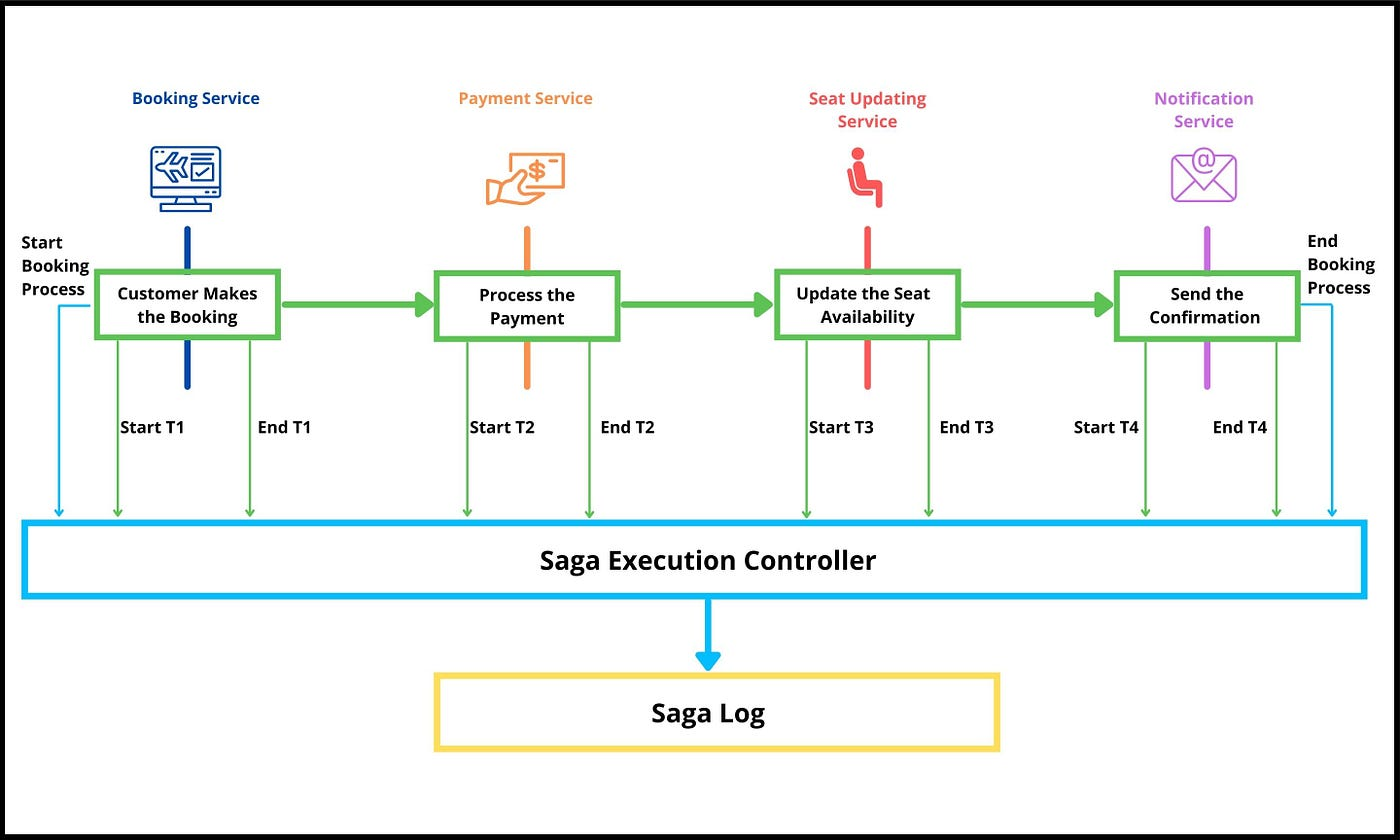 Booking Service
Payment Service
Seat Updating
Service
Notification
Service
$
@
Start
Booking
Process
End
Booking
Process
Customer Makes
the Booking
Process the
Payment
Update the Seat
Availability
Send the
Confirmation
Start T1
End T1
Start T2
End T2
Start T3
End T3
Start T4
End T4
Saga Execution Controller
Saga Log